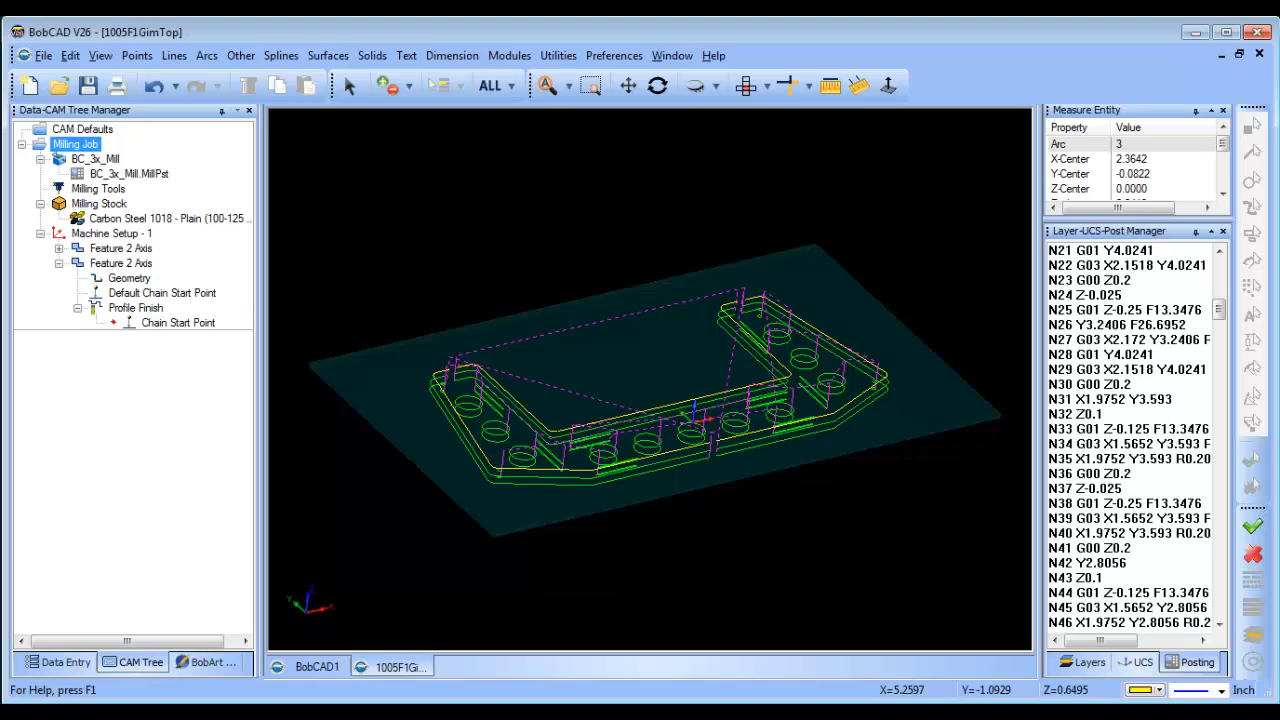 BobCAD V26 - [1005F1GimTop]
File Edit View Points Lines Arcs Other Splines Surfaces Solids Text Dimension Modules Utilities Preferences Window Help
ALL
Data-CAM Tree Manager
CAM Defaults
Milling Job
BC_3x_Mill
BC_3x_Mill.MillPst
Milling Tools
Milling Stock
Carbon Steel 1018 - Plain (100-125 ..
Machine Setup - 1
Feature 2 Axis
Feature 2 Axis
Geometry
Default Chain Start Point
Profile Finish
Chain Start Point
Data Entry CAM Tree BobArt ...
BobCAD1 1005F1Gi...
Measure Entity
Property Value
Arc 3
X-Center 2.3642
Y-Center -0.0822
Z-Center 0.0000
Layer-UCS-Post Manager
N21 G01 Y4.0241
N22 G03 X2.1518 Y4.0241
N23 G00 Z0.2
N24 Z-0.025
N25 G01 Z-0.25 F13.3476
N26 Y3.2406 F26.6952
N27 G03 X2.172 Y3.2406 F
N28 G01 Y4.0241
N29 G03 X2.1518 Y4.0241
N30 G00 Z0.2
N31 X1.9752 Y3.593
N32 Z0.1
N33 G01 Z-0.125 F13.3476
N34 G03 X1.5652 Y3.593 F
N35 X1.9752 Y3.593 R0.20
N36 G00 Z0.2
N37 Z-0.025
N38 G01 Z-0.25 F13.3476
N39 G03 X1.5652 Y3.593 F
N40 X1.9752 Y3.593 R0.20
N41 G00 Z0.2
N42 Y2.8056
N43 Z0.1
N44 G01 Z-0.125 F13.3476
N45 G03 X1.5652 Y2.8056
N46 X1.9752 Y2.8056 R0.2
Layers UCS Posting
For Help, press F1
X=5.2597 Y=-1.0929 Z=0.6495 Inch